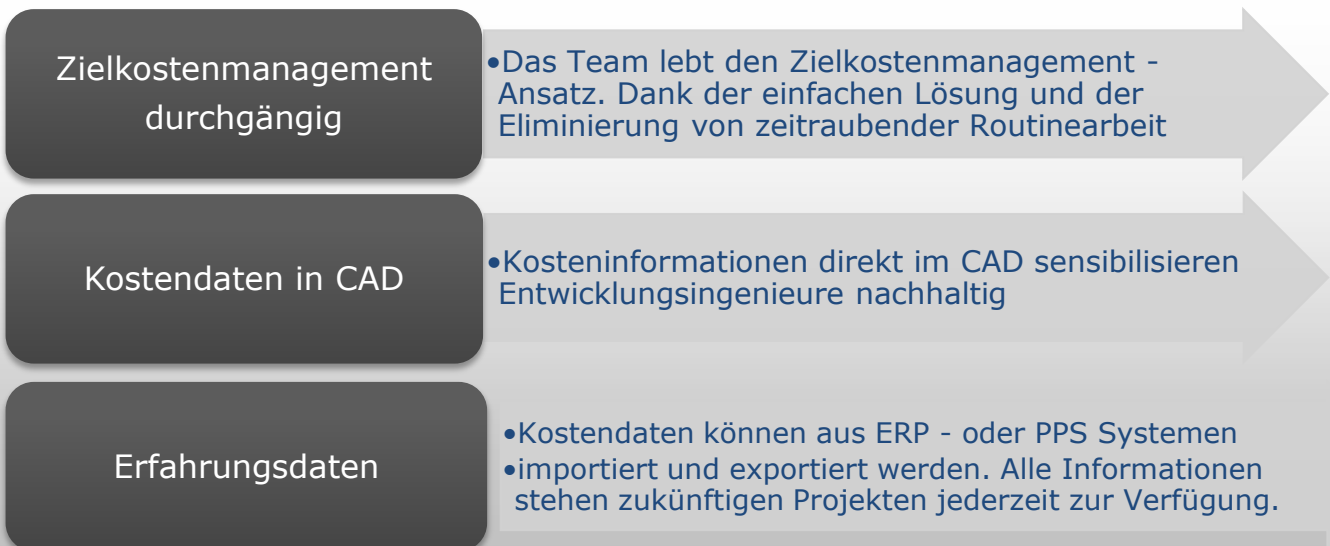 Zielkostenmanagement
durchgängig
•Das Team lebt den Zielkostenmanagement -
Ansatz. Dank der einfachen Lösung und der
Eliminierung von zeitraubender Routinearbeit
Kostendaten in CAD
•Kosteninformationen direkt im CAD sensibilisieren
Entwicklungsingenieure nachhaltig
Erfahrungsdaten
•Kostendaten können aus ERP - oder PPS Systemen
•importiert und exportiert werden. Alle Informationen
stehen zukünftigen Projekten jederzeit zur Verfügung.